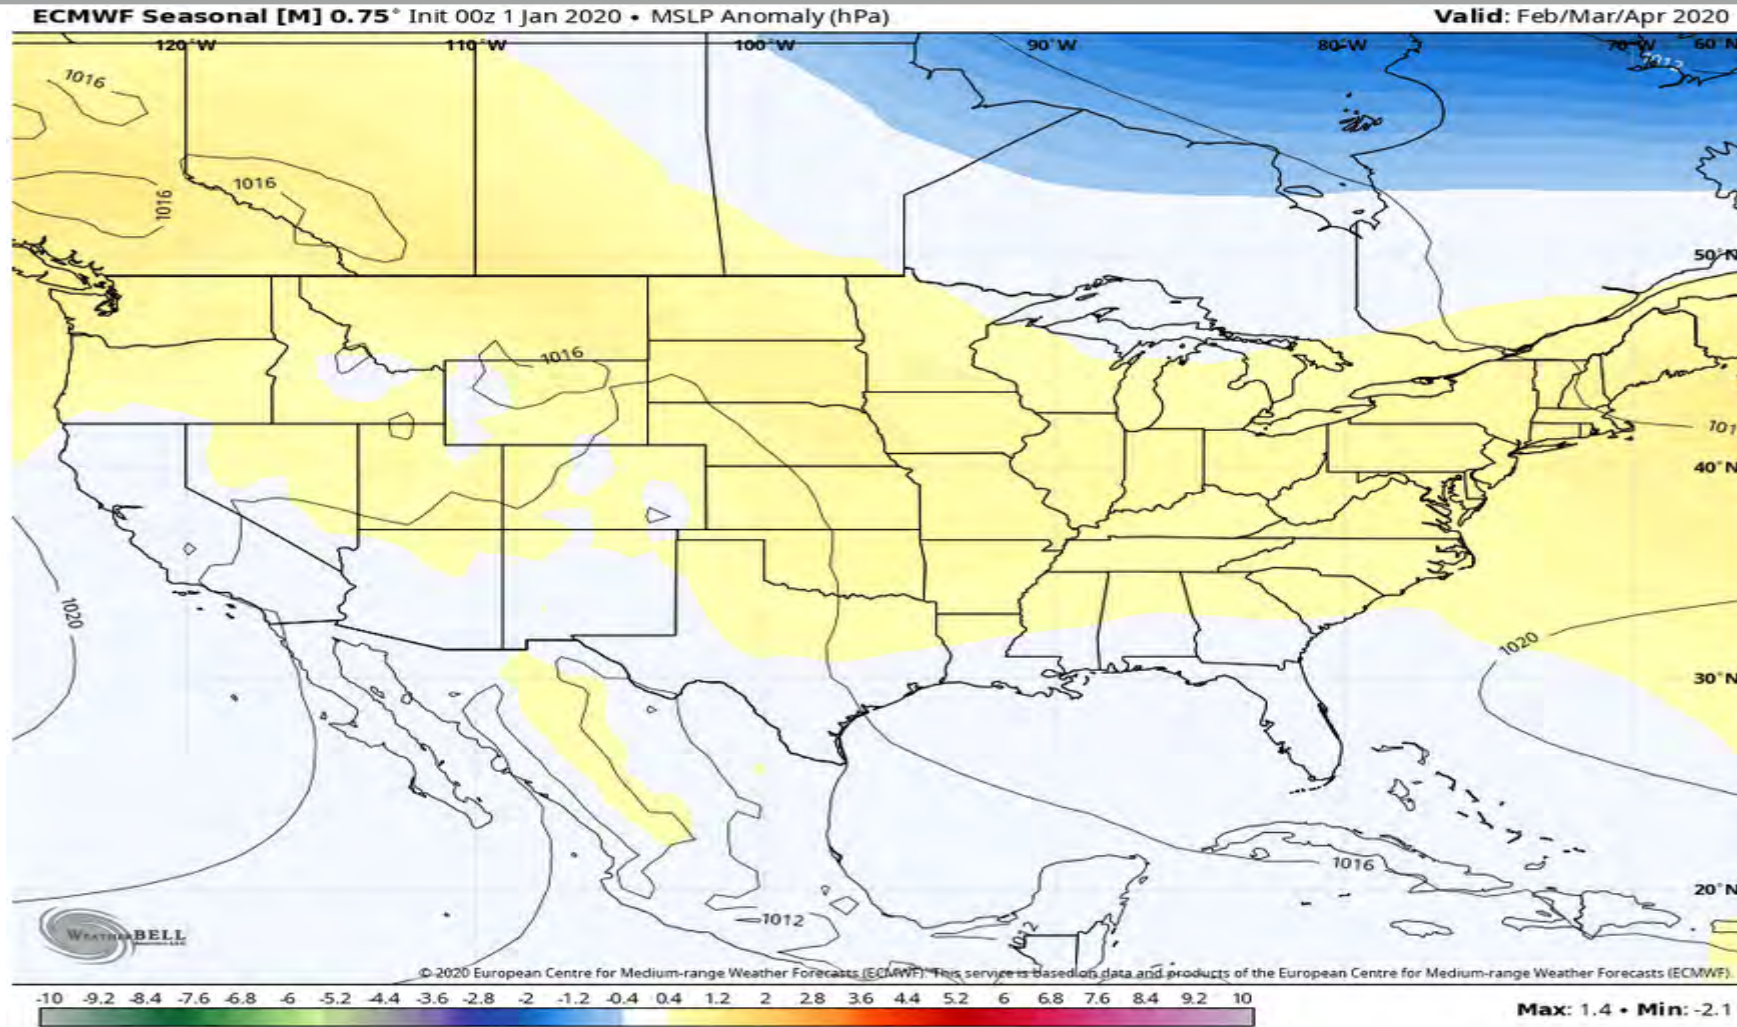 ECMWF Seasonal [M] 0.75° Init 00z 1 Jan 2020 • MSLP Anomaly (hPa) Valid: Feb/Mar/Apr 2020
120°W 110°W 100°W 90°W 80°W 70°W 60°N
1012
1016
1016
1016
50°N
1016
101
40°N
1020
1020
30°N
1016
20°N
1012
1012
WEATHERBELL
© 2020 European Centre for Medium-range Weather Forecasts (ECMWF). This service is based on data and products of the European Centre for Medium-range Weather Forecasts (ECMWF).
-10 -9.2 -8.4 -7.6 -6.8 -6 -5.2 -4.4 -3.6 -2.8 -2 -1.2 -0.4 0.4 1.2 2 2.8 3.6 4.4 5.2 6 6.8 7.6 8.4 9.2 10
Max: 1.4 • Min: -2.1